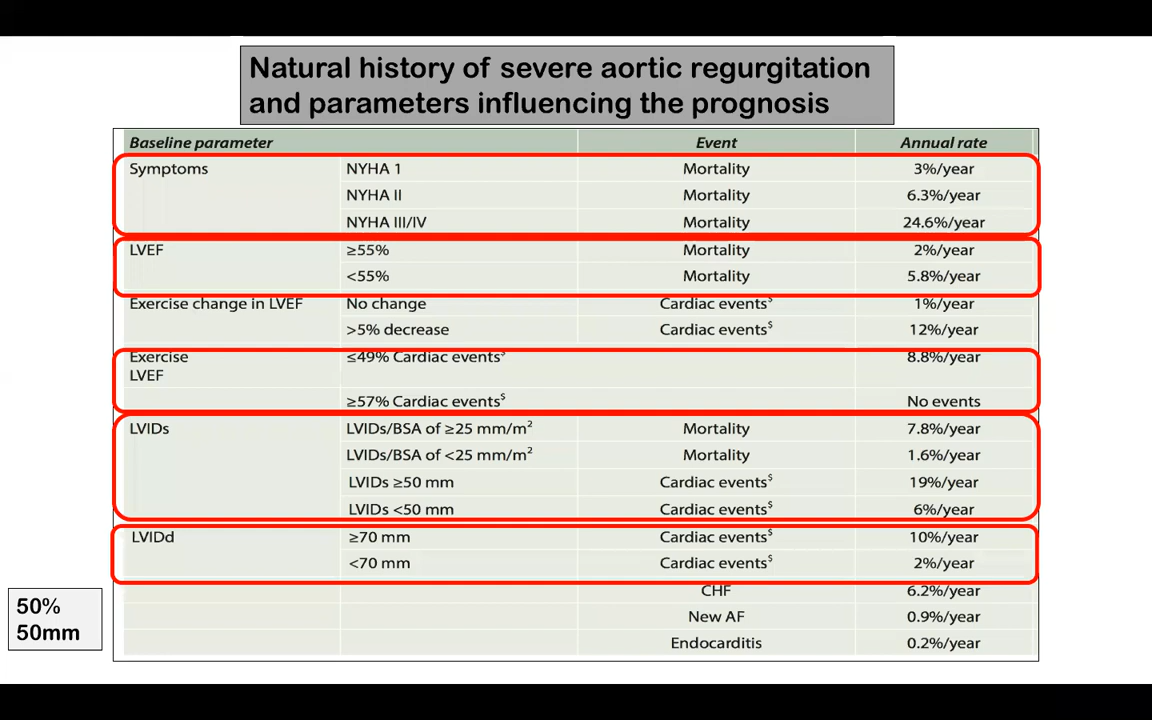 Natural history of severe aortic regurgitation
and parameters influencing the prognosis
Baseline parameter Event Annual rate
Symptoms NYHA 1 Mortality 3%/year
NYHA II Mortality 6.3%/year
NYHA III/IV Mortality 24.6%/year
LVEF ≥55% Mortality 2%/year
<55% Mortality 5.8%/year
Exercise change in LVEF No change Cardiac events$ 1%/year
>5% decrease Cardiac events$ 12%/year
Exercise ≤49% Cardiac events$ 8.8%/year
LVEF
≥57% Cardiac events$ No events
LVIDs LVIDs/BSA of ≥25 mm/m² Mortality 7.8%/year
LVIDs/BSA of <25 mm/m² Mortality 1.6%/year
LVIDs ≥50 mm Cardiac events$ 19%/year
LVIDs <50 mm Cardiac events$ 6%/year
LVIDd ≥70 mm Cardiac events$ 10%/year
<70 mm Cardiac events$ 2%/year
CHF 6.2%/year
New AF 0.9%/year
Endocarditis 0.2%/year
50%
50mm